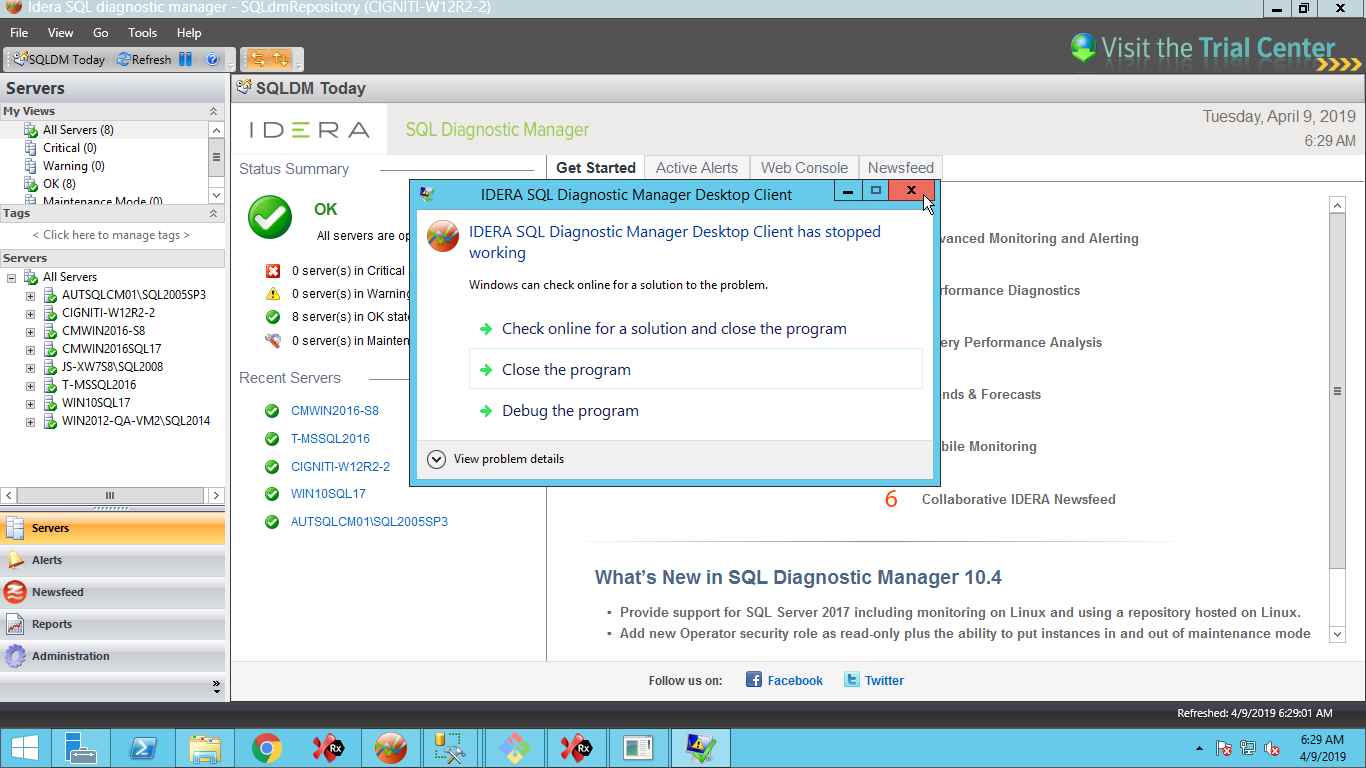 Idera SQL diagnostic manager - SQLdmRepository (CIGNITI-W12R2-2)
File View Go Tools Help
SQLDM Today Refresh
Visit the Trial Center
Servers
My Views
All Servers (8)
Critical (0)
Warning (0)
OK (8)
Maintenance Mode (0)
Tags
< Click here to manage tags >
Servers
All Servers
AUTSQLCM01\SQL2005SP3
CIGNITI-W12R2-2
CMWIN2016-S8
CMWIN2016SQL17
JS-XW7S8\SQL2008
T-MSSQL2016
WIN10SQL17
WIN2012-QA-VM2\SQL2014
Servers
Alerts
Newsfeed
Reports
Administration
SQLDM Today
IDERA
SQL Diagnostic Manager
Tuesday, April 9, 2019
6:29 AM
Status Summary
OK
All servers are op
0 server(s) in Critical
0 server(s) in Warning
8 server(s) in OK state
0 server(s) in Mainten
Recent Servers
CMWIN2016-S8
T-MSSQL2016
CIGNITI-W12R2-2
WIN10SQL17
AUTSQLCM01\SQL2005SP3
Get Started Active Alerts Web Console Newsfeed
IDERA SQL Diagnostic Manager Desktop Client
IDERA SQL Diagnostic Manager Desktop Client has stopped
working
Windows can check online for a solution to the problem.
Check online for a solution and close the program
Close the program
Debug the program
View problem details
vanced Monitoring and Alerting
rformance Diagnostics
ery Performance Analysis
nds & Forecasts
bile Monitoring
6 Collaborative IDERA Newsfeed
What's New in SQL Diagnostic Manager 10.4
▪ Provide support for SQL Server 2017 including monitoring on Linux and using a repository hosted on Linux.
▪ Add new Operator security role as read-only plus the ability to put instances in and out of maintenance mode
Follow us on: Facebook Twitter
Refreshed: 4/9/2019 6:29:01 AM
Rx
Rx
6:29 AM
4/9/2019